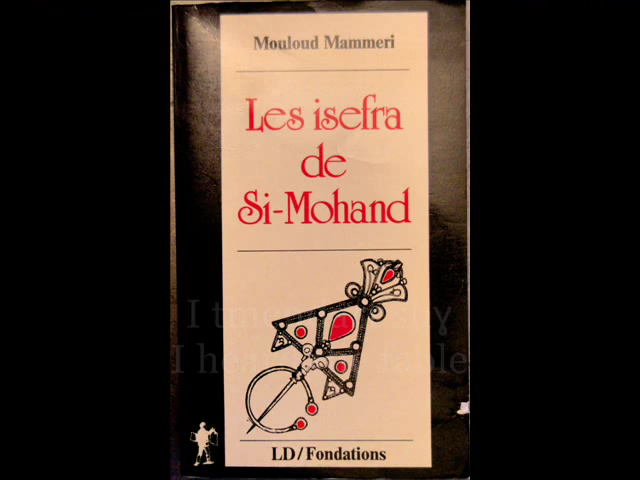 Mouloud Mammeri
Les isefra
de
Si-Mohand
I
I
LD/Fondations